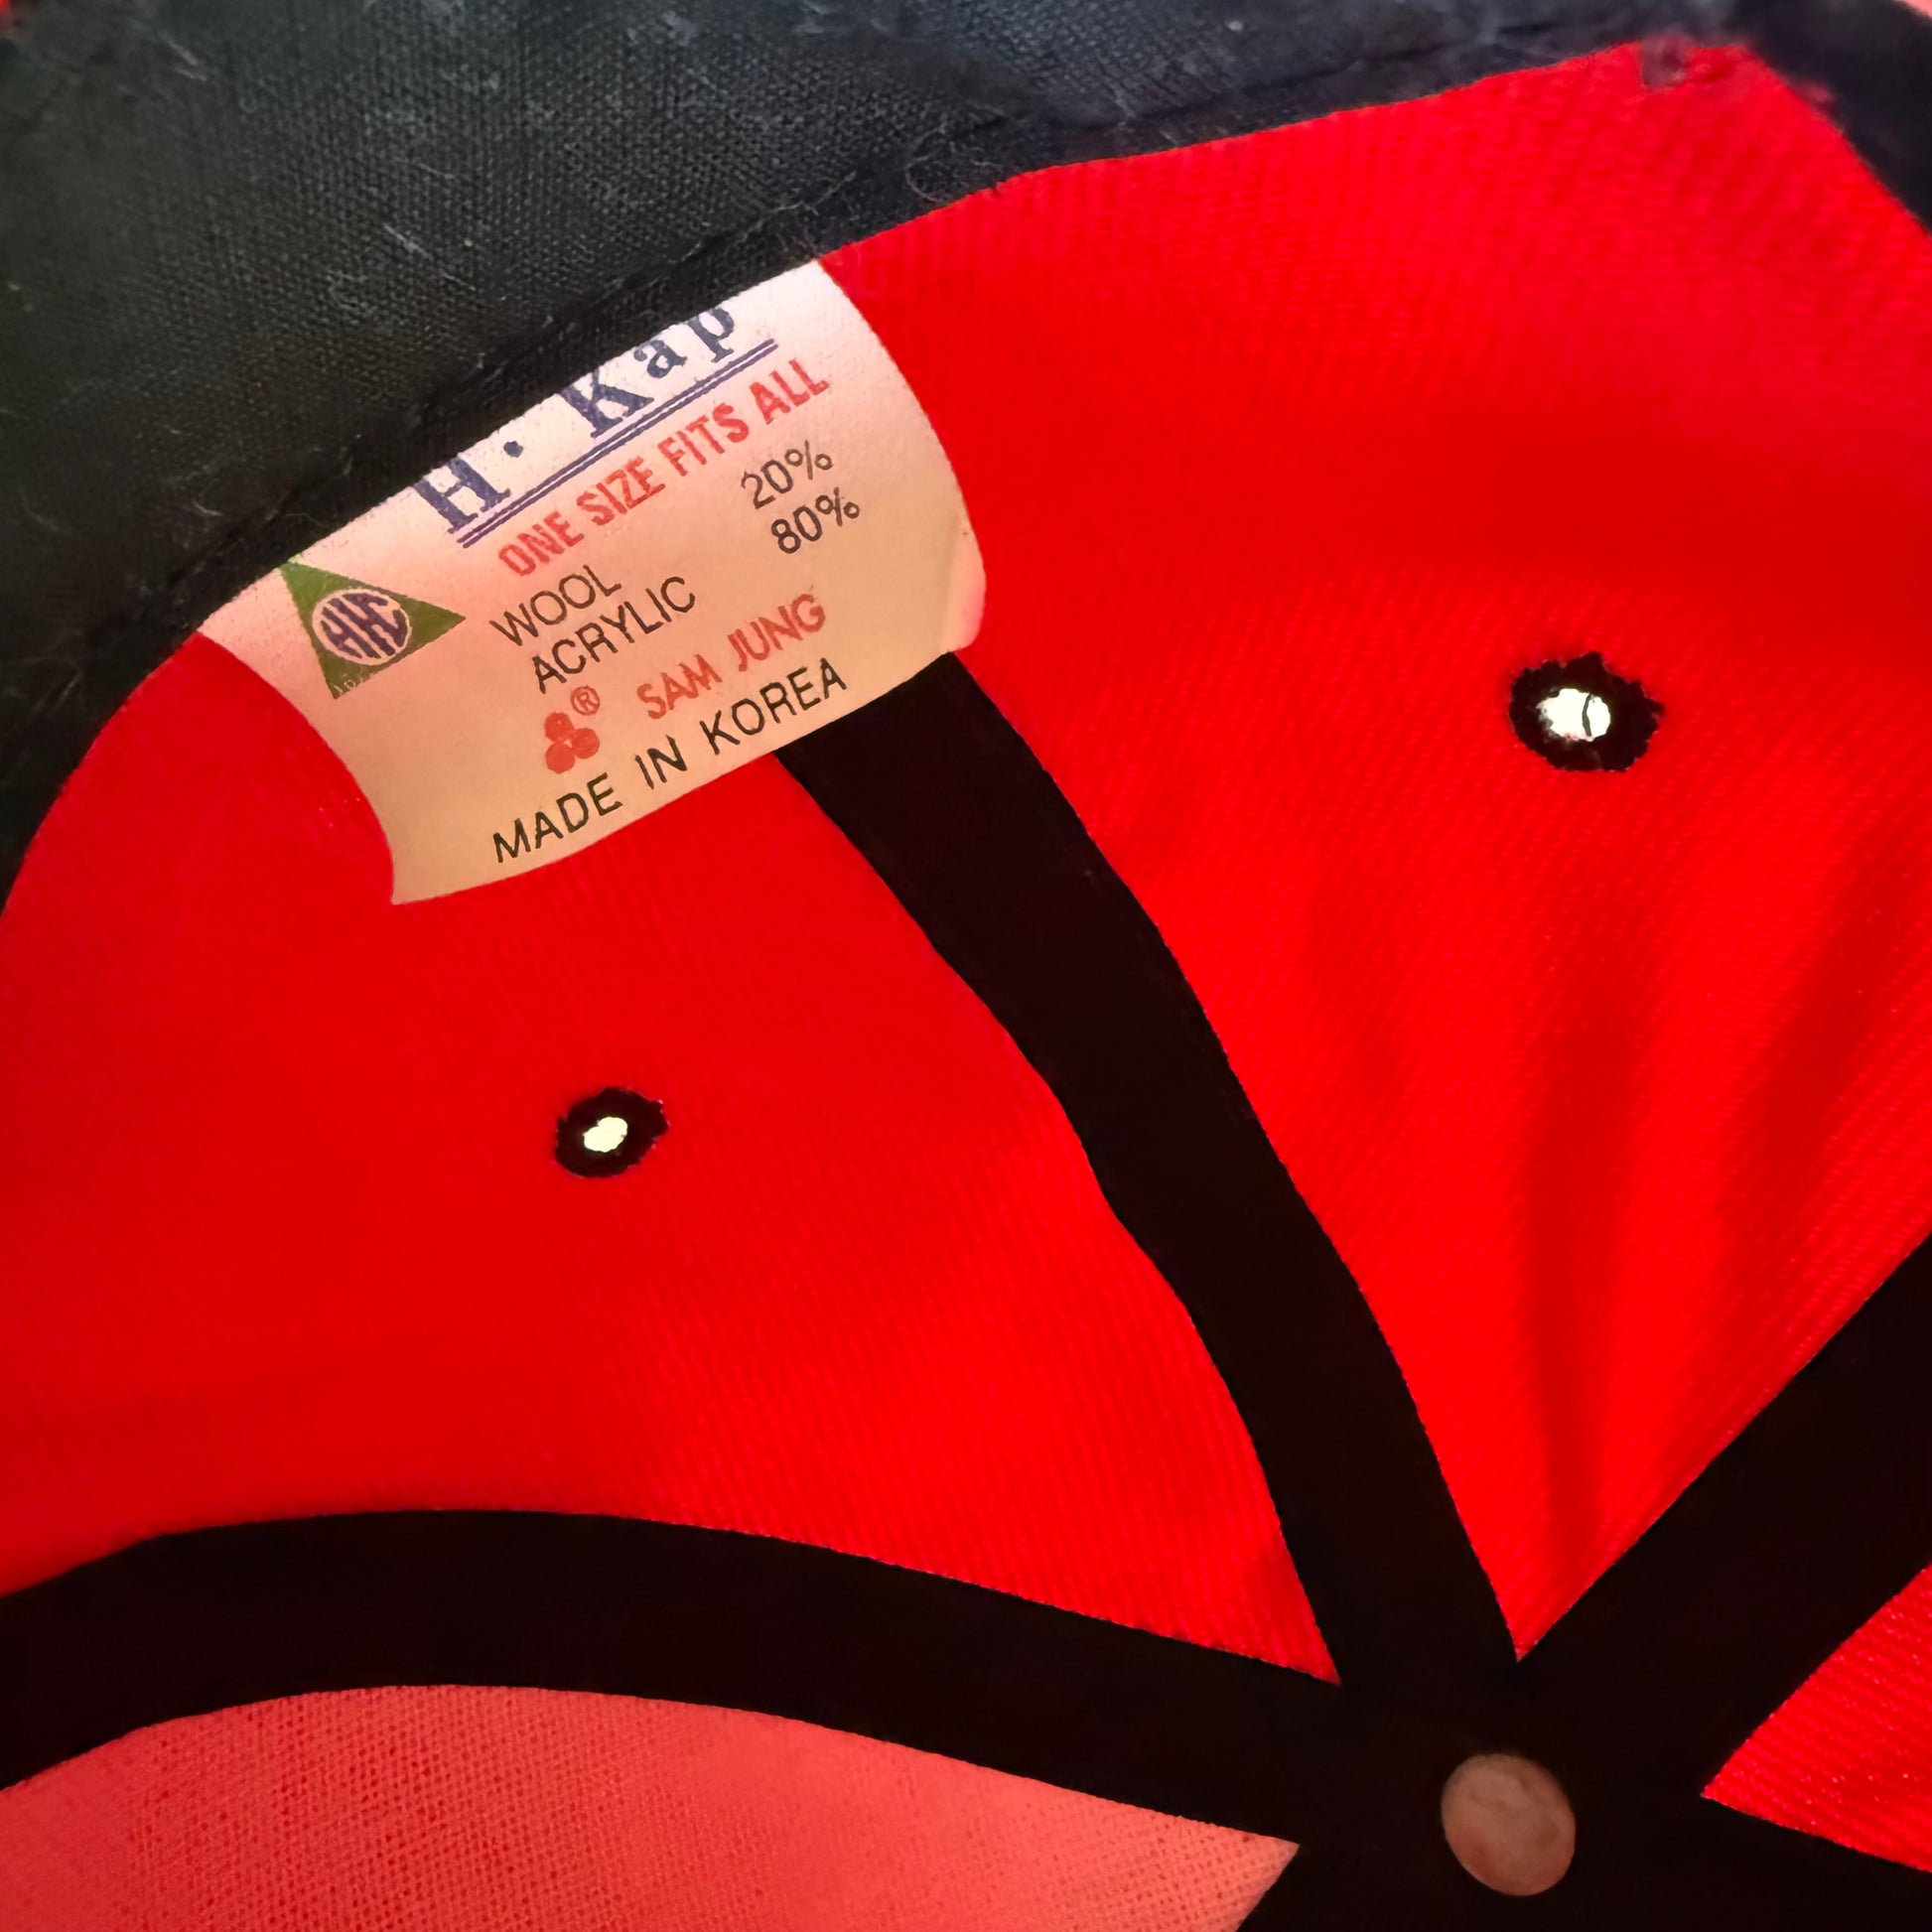 H. Kap
ONE SIZE FITS ALL
WOOL 20%
ACRYLIC 80%
® SAM JUNG
MADE IN KOREA